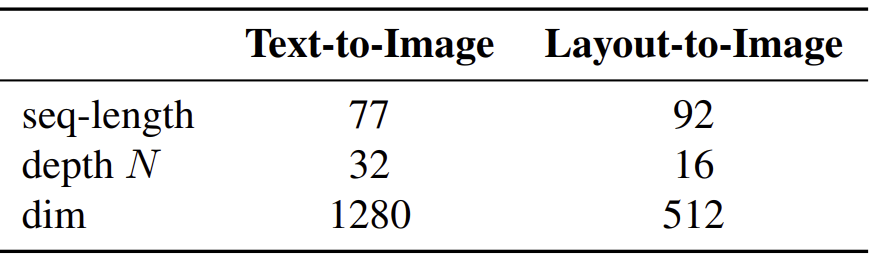 Text-to-Image Layout-to-Image
seq-length 77 92
depth N 32 16
dim 1280 512